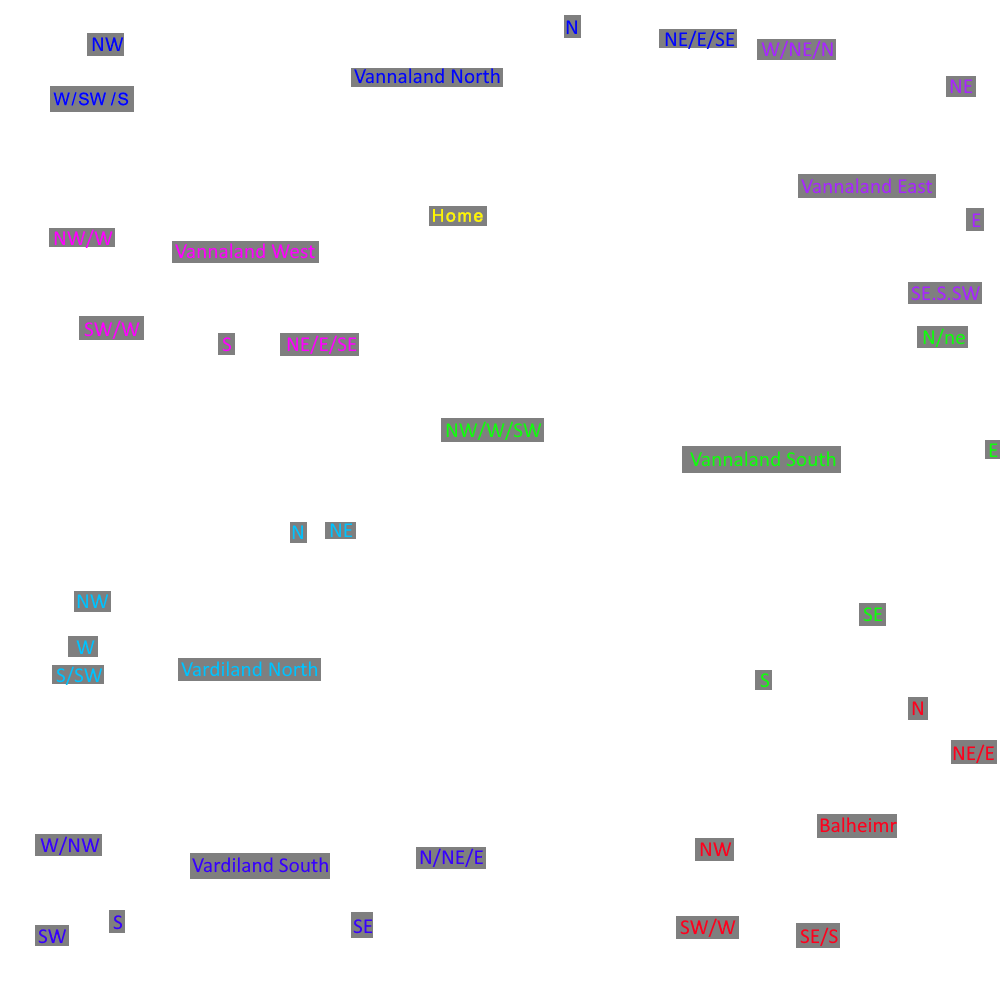 N
NW
NE/E/SE
W/NE/N
Vannaland North
NE
W/SW /S
Vannaland East
Home
E
NW/W
Vannaland West
SE.S.SW
SW/W
N/ne
S
NE/E/SE
NW/W/SW
E
Vannaland South
N
NE
NW
SE
W
Vardiland North
S/SW
S
N
NE/E
Balheimr
W/NW
NW
N/NE/E
Vardiland South
S
SE
SW/W
SW
SE/S